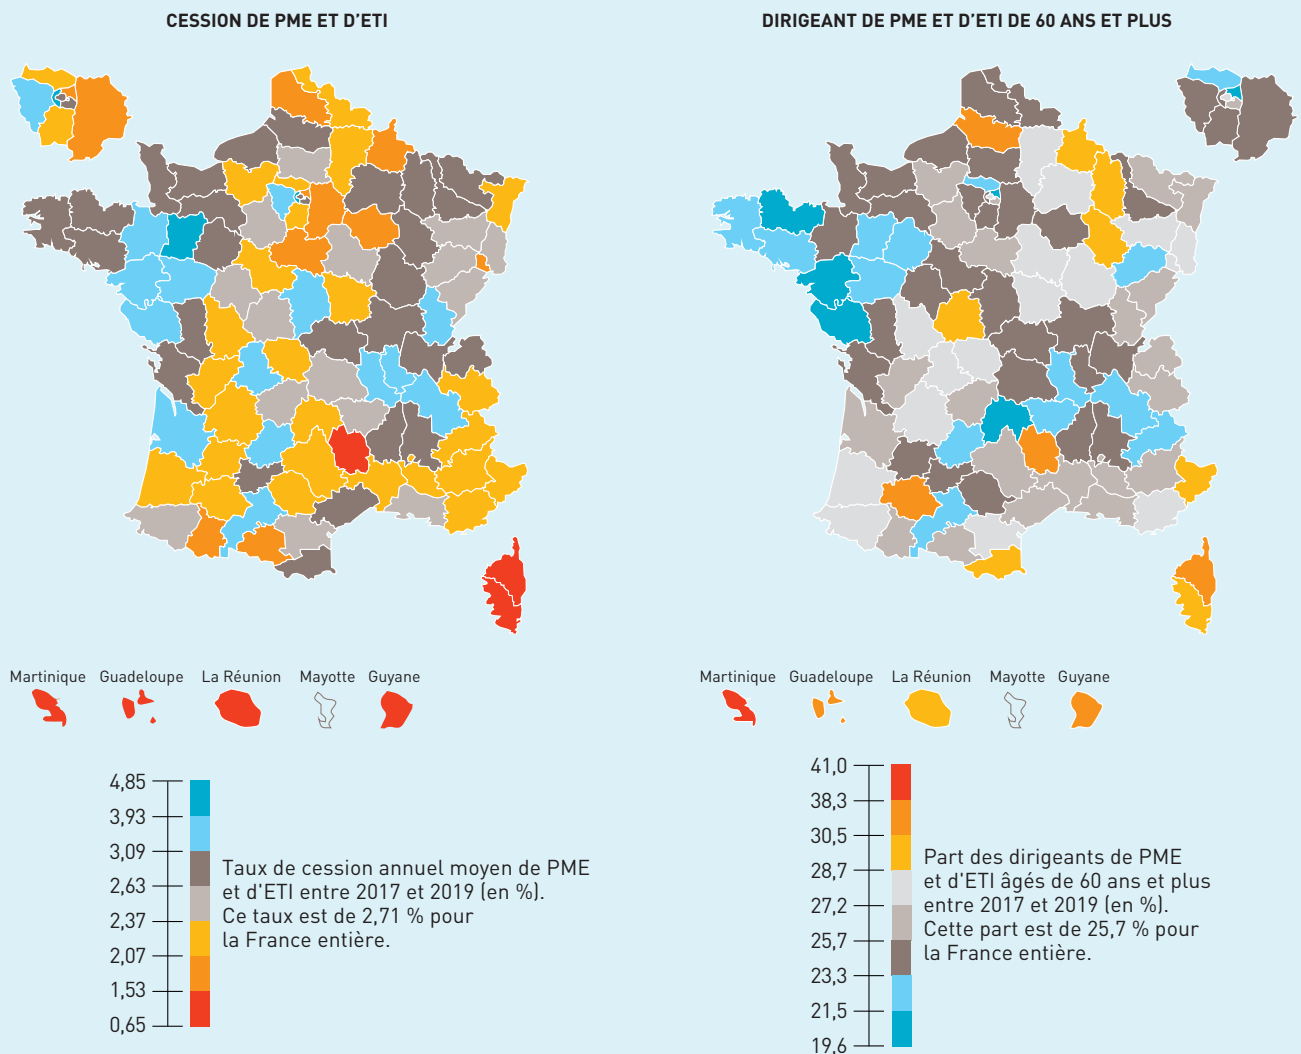 CESSION DE PME ET D’ETI
DIRIGEANT DE PME ET D’ETI DE 60 ANS ET PLUS
Martinique
Guadeloupe
La Réunion
Mayotte
Guyane
4,85
3,93
3,09
2,63
2,37
2,07
1,53
0,65
Taux de cession annuel moyen de PME
et d'ETI entre 2017 et 2019 (en %).
Ce taux est de 2,71 % pour
la France entière.
Martinique
Guadeloupe
La Réunion
Mayotte
Guyane
41,0
38,3
30,5
28,7
27,2
25,7
23,3
21,5
19,6
Part des dirigeants de PME
et d'ETI âgés de 60 ans et plus
entre 2017 et 2019 (en %).
Cette part est de 25,7 % pour
la France entière.